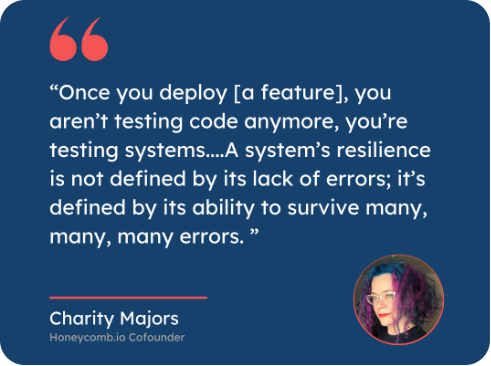 “Once you deploy [a feature], you
aren’t testing code anymore, you’re
testing systems....A system’s resilience
is not defined by its lack of errors; it’s
defined by its ability to survive many,
many, many errors. ”
Charity Majors
Honeycomb.io Cofounder